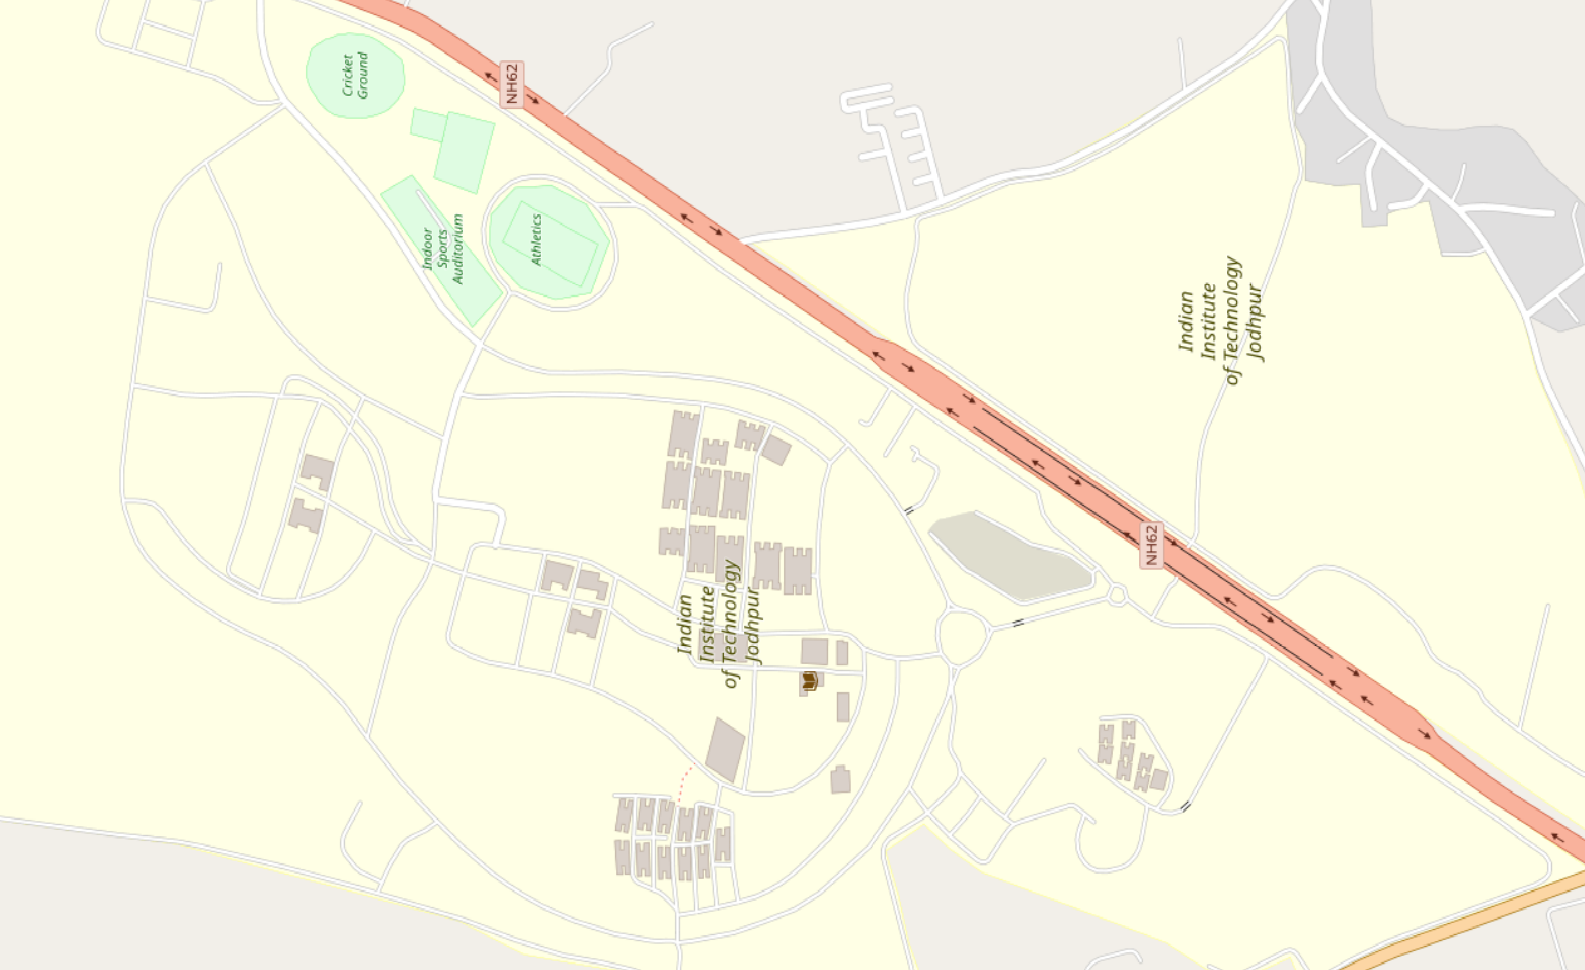 Cricket
Ground
NH62
Indoor
Sports
Auditorium
Athletics
Indian
Institute
of Technology
Jodhpur
NH62
Indian
Institute
of Technology
Jodhpur